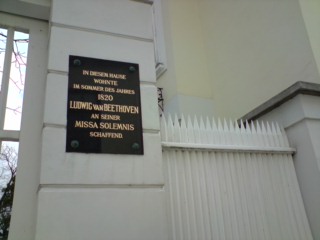 IN DIESEM HAUSE
WOHNTE
IM SOMMER DES JAHRES
1820
LUDWIG VAN BEETHOVEN
AN SEINER
MISSA SOLEMNIS
SCHAFFEND